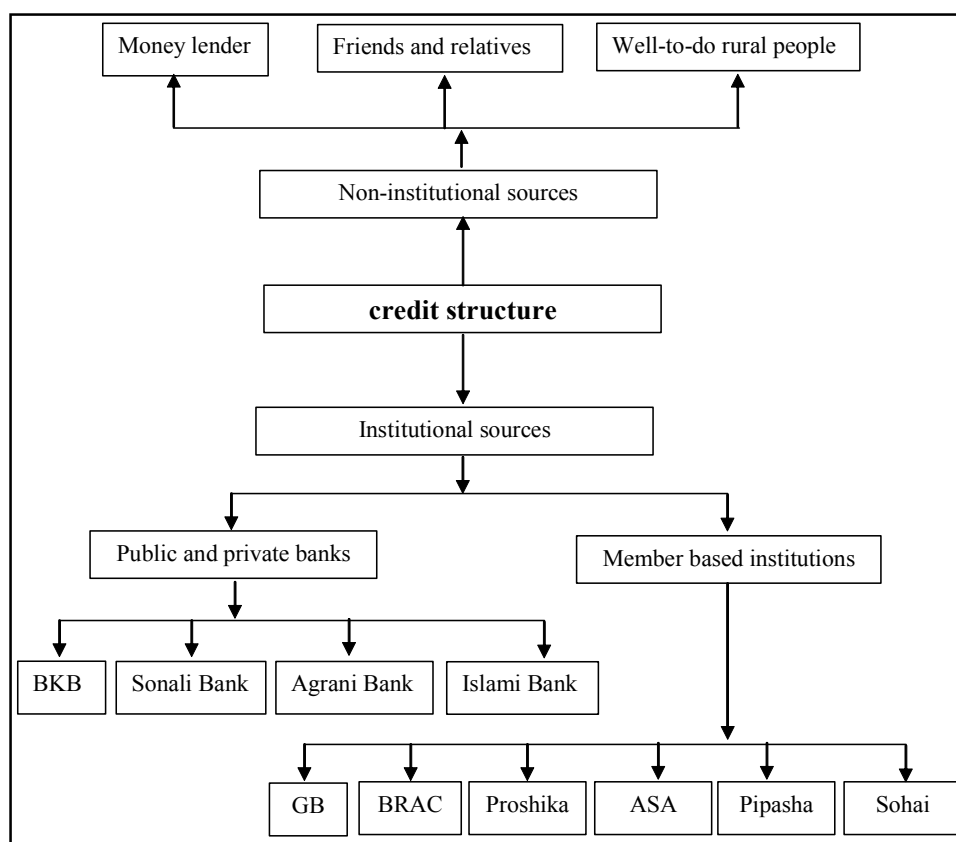 Money lender
Friends and relatives
Well-to-do rural people
Non-institutional sources
credit structure
Institutional sources
Public and private banks
Member based institutions
BKB
Sonali Bank
Agrani Bank
Islami Bank
GB
BRAC
Proshika
ASA
Pipasha
Sohai